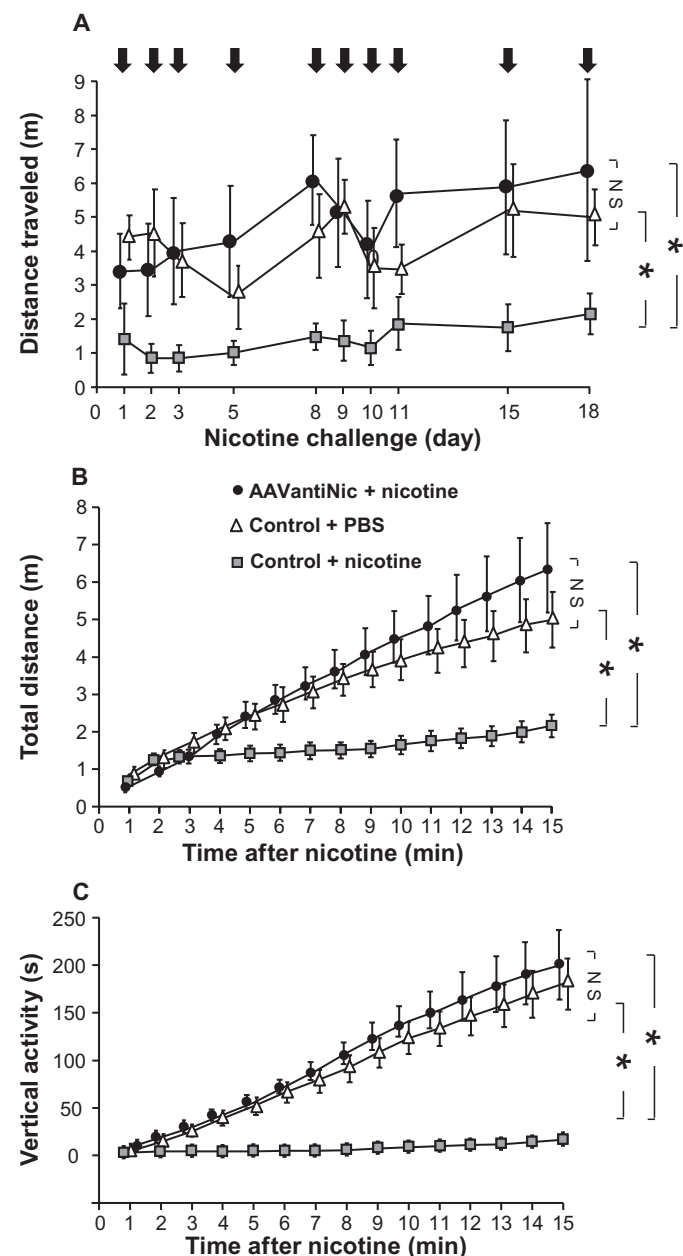 A
9
8
7
6
5
4
3
2
1
0
Distance traveled (m)
NS
*
*
0 1 2 3 5 8 9 10 11 15 18
Nicotine challenge (day)
B
AAVantiNic + nicotine
Control + PBS
Control + nicotine
8
7
6
5
4
3
2
1
0
Total distance (m)
NS
*
*
0 1 2 3 4 5 6 7 8 9 10 11 12 13 14 15
Time after nicotine (min)
C
250
200
150
100
50
0
Vertical activity (s)
NS
*
*
0 1 2 3 4 5 6 7 8 9 10 11 12 13 14 15
Time after nicotine (min)